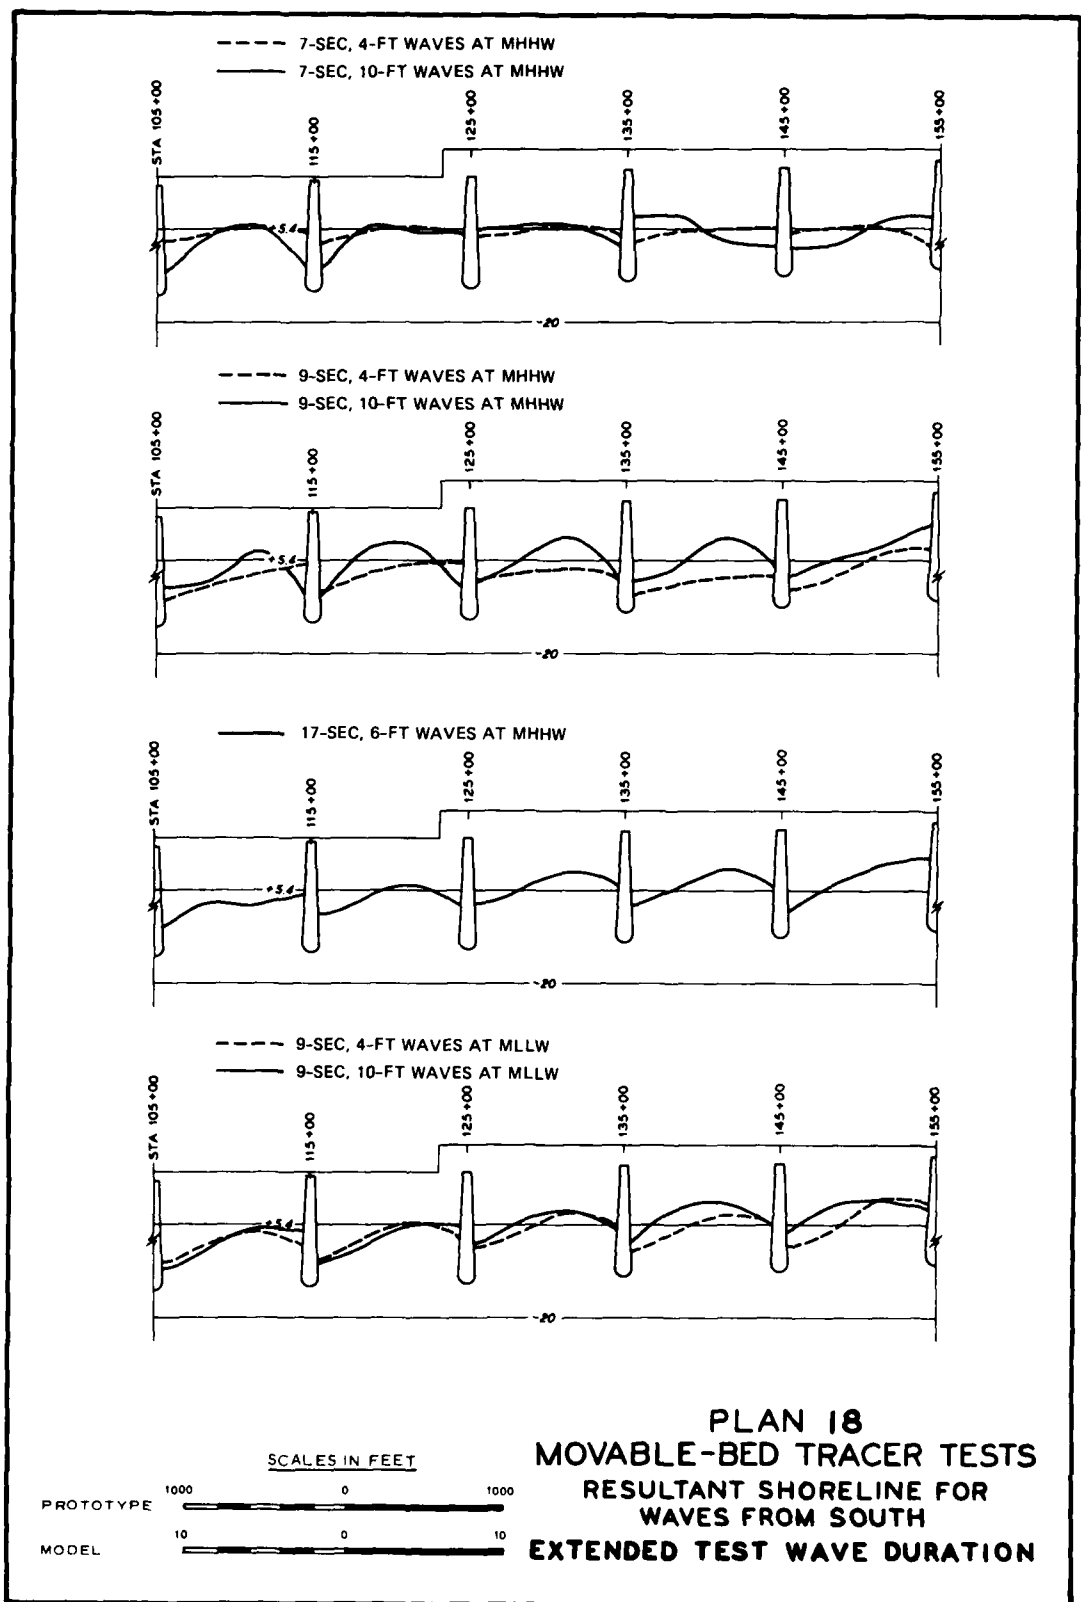 7-SEC, 4-FT WAVES AT MHHW
7-SEC, 10-FT WAVES AT MHHW
STA 105+00
115+00
125+00
135+00
145+00
155+00
+5.4
-20
9-SEC, 4-FT WAVES AT MHHW
9-SEC, 10-FT WAVES AT MHHW
STA 105+00
115+00
125+00
135+00
145+00
155+00
+5.4
-20
17-SEC, 6-FT WAVES AT MHHW
STA 105+00
115+00
125+00
135+00
145+00
155+00
+5.4
-20
9-SEC, 4-FT WAVES AT MLLW
9-SEC, 10-FT WAVES AT MLLW
STA 105+00
115+00
125+00
135+00
145+00
155+00
+5.4
-20
SCALES IN FEET
PROTOTYPE 1000 0 1000
MODEL 10 0 10
PLAN 18
MOVABLE-BED TRACER TESTS
RESULTANT SHORELINE FOR
WAVES FROM SOUTH
EXTENDED TEST WAVE DURATION